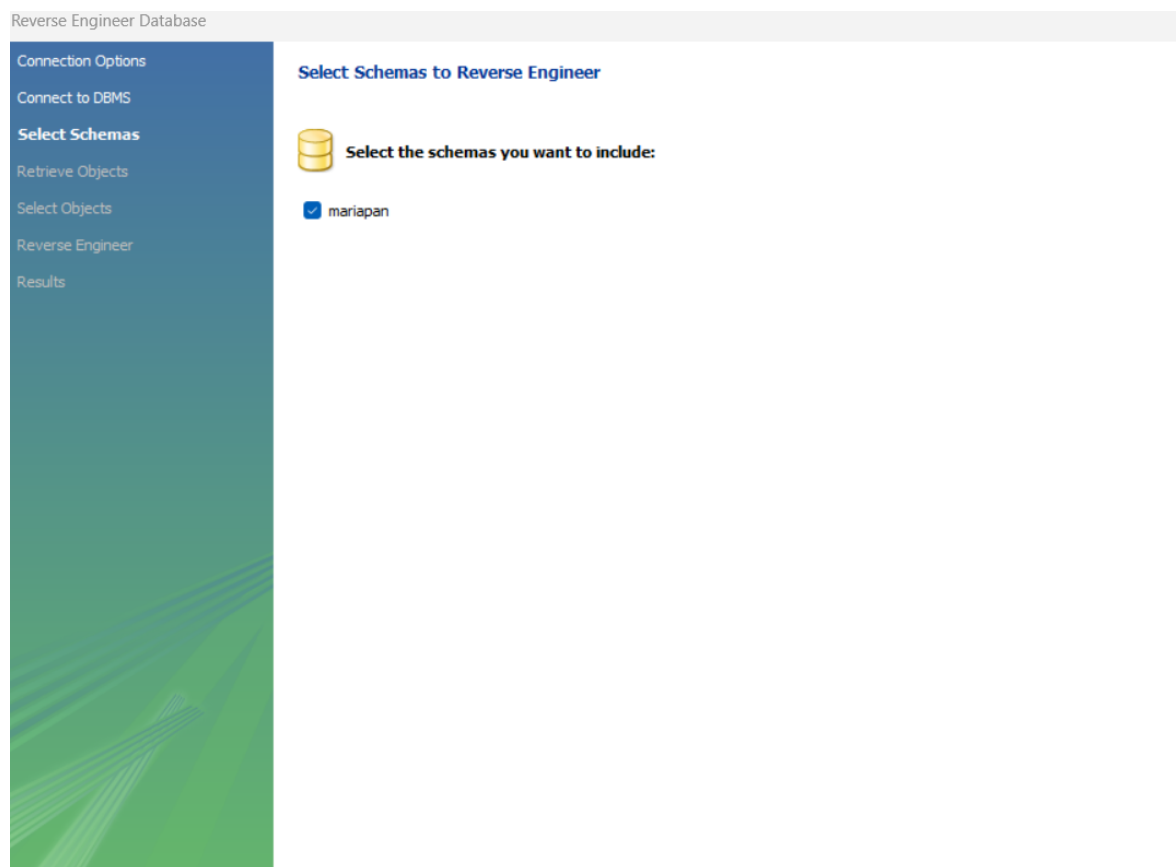 Reverse Engineer Database
Connection Options
Connect to DBMS
Select Schemas
Retrieve Objects
Select Objects
Reverse Engineer
Results
Select Schemas to Reverse Engineer
Select the schemas you want to include:
mariapan